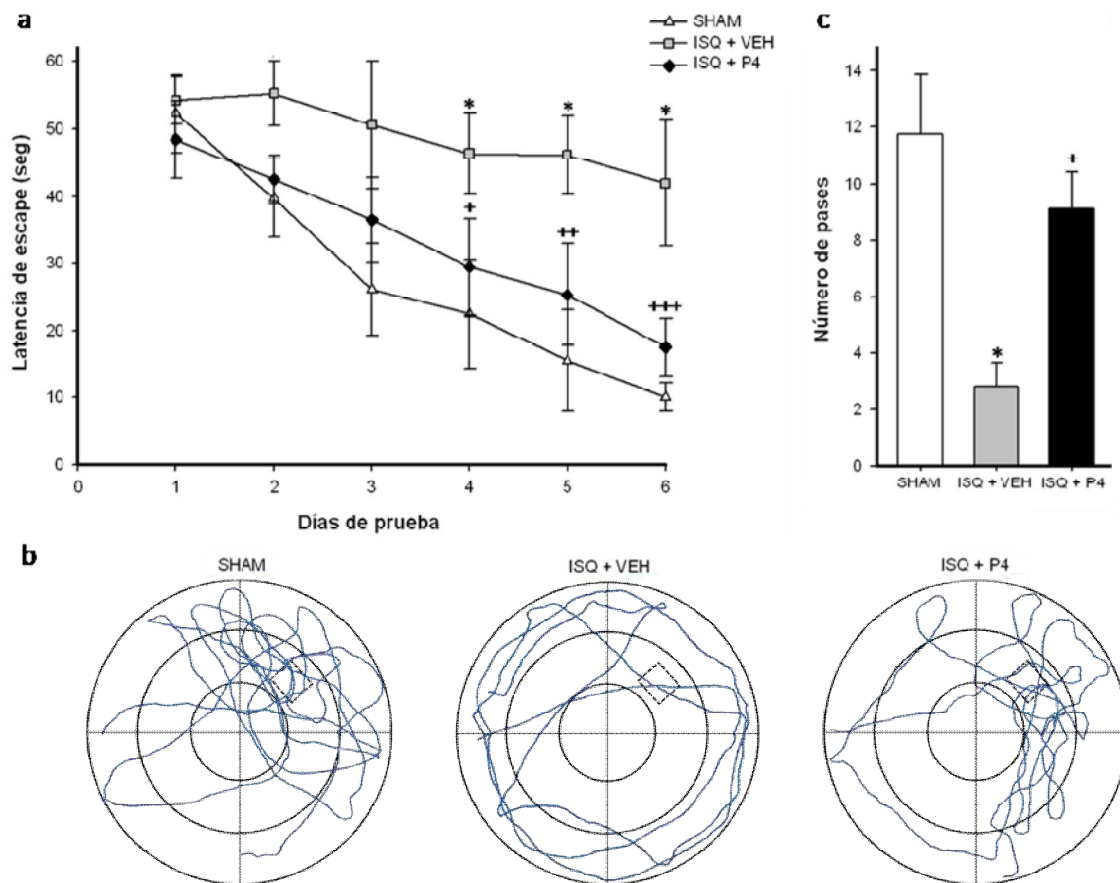 a
SHAM
ISQ + VEH
ISQ + P4
Latencia de escape (seg)
60
50
40
30
20
10
0
* * *
+ ++ +++
0 1 2 3 4 5 6
Días de prueba
c
Número de pases
14
12
10
8
6
4
2
0
*
+
SHAM ISQ + VEH ISQ + P4
b
SHAM ISQ + VEH ISQ + P4